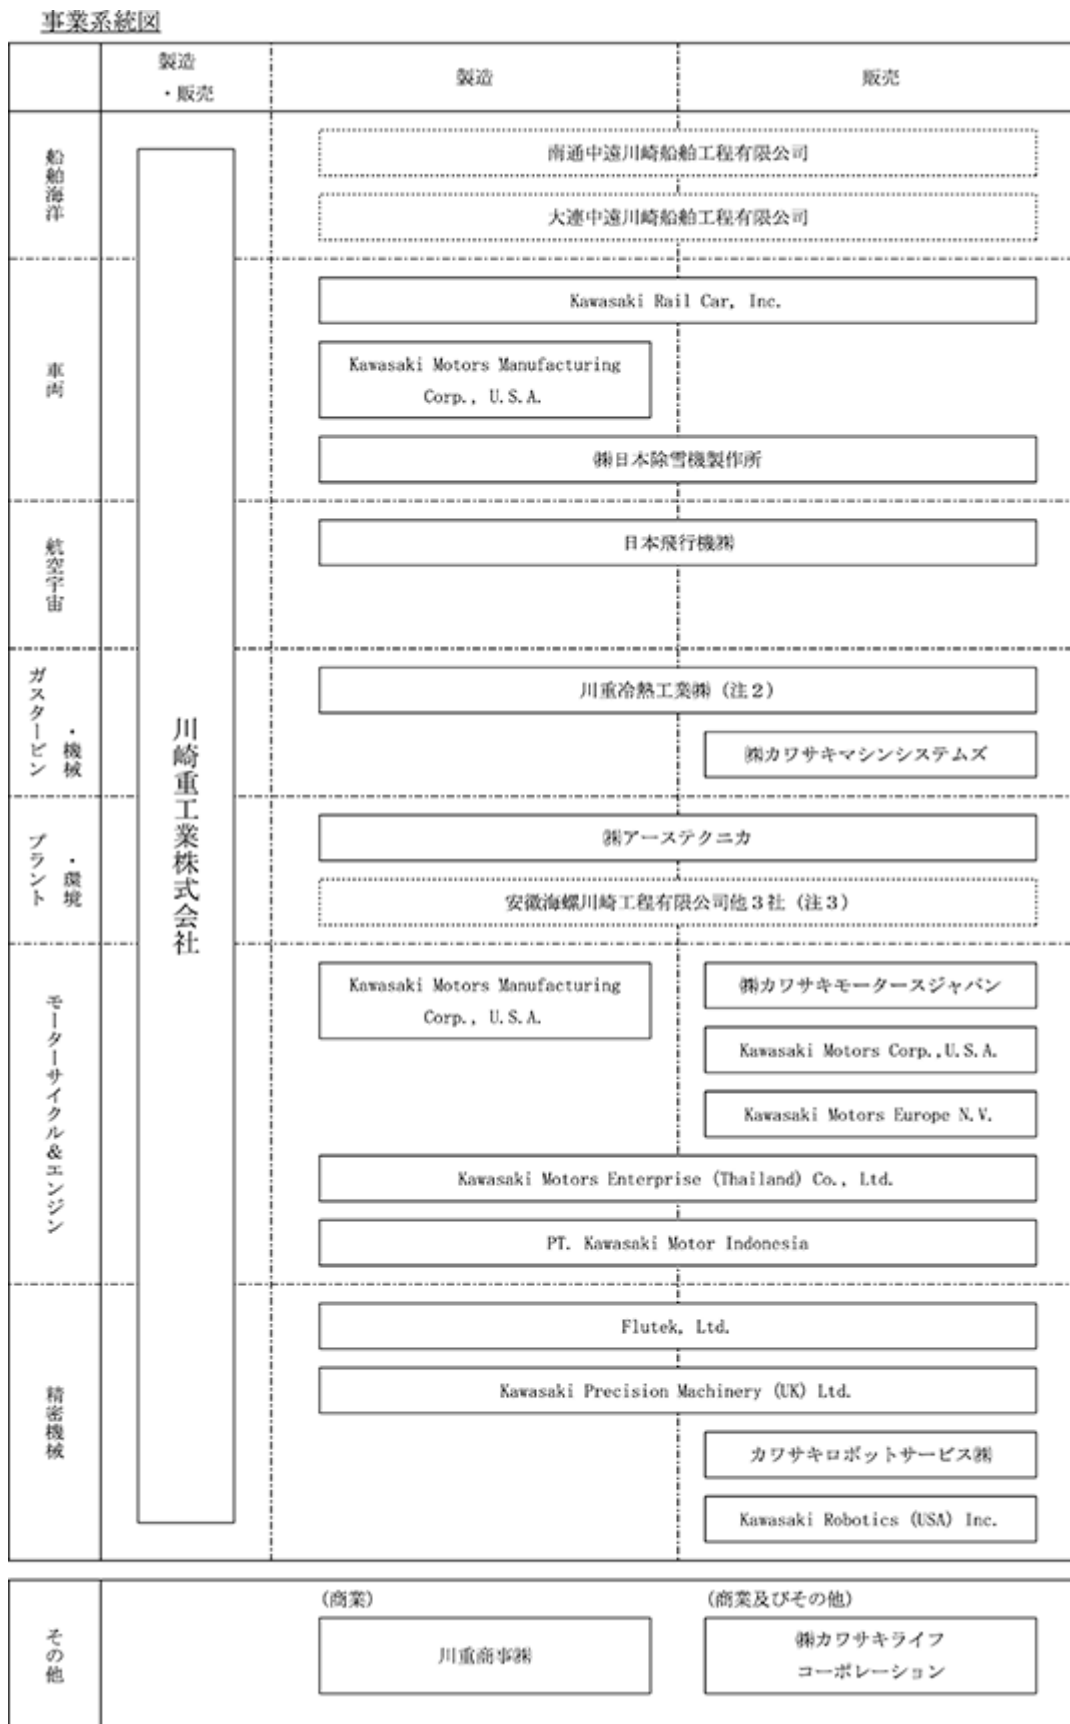 事業系統図
製造
・販売
製造
販売
船舶海洋
南通中遠川崎船舶工程有限公司
大連中遠川崎船舶工程有限公司
車両
Kawasaki Rail Car, Inc.
Kawasaki Motors Manufacturing
Corp., U.S.A.
㈱日本除雪機製作所
航空宇宙
日本飛行機㈱
ガスタービン
・機械
川重冷熱工業㈱（注２）
㈱カワサキマシンシステムズ
川崎重工業株式会社
プラント
・環境
㈱アーステクニカ
安徽海螺川崎工程有限公司他３社（注３）
モーターサイクル＆エンジン
Kawasaki Motors Manufacturing
Corp., U.S.A.
㈱カワサキモータースジャパン
Kawasaki Motors Corp.,U.S.A.
Kawasaki Motors Europe N.V.
Kawasaki Motors Enterprise (Thailand) Co., Ltd.
PT. Kawasaki Motor Indonesia
精密機械
Flutek, Ltd.
Kawasaki Precision Machinery (UK) Ltd.
カワサキロボットサービス㈱
Kawasaki Robotics (USA) Inc.
その他
(商業)
川重商事㈱
(商業及びその他)
㈱カワサキライフ
コーポレーション